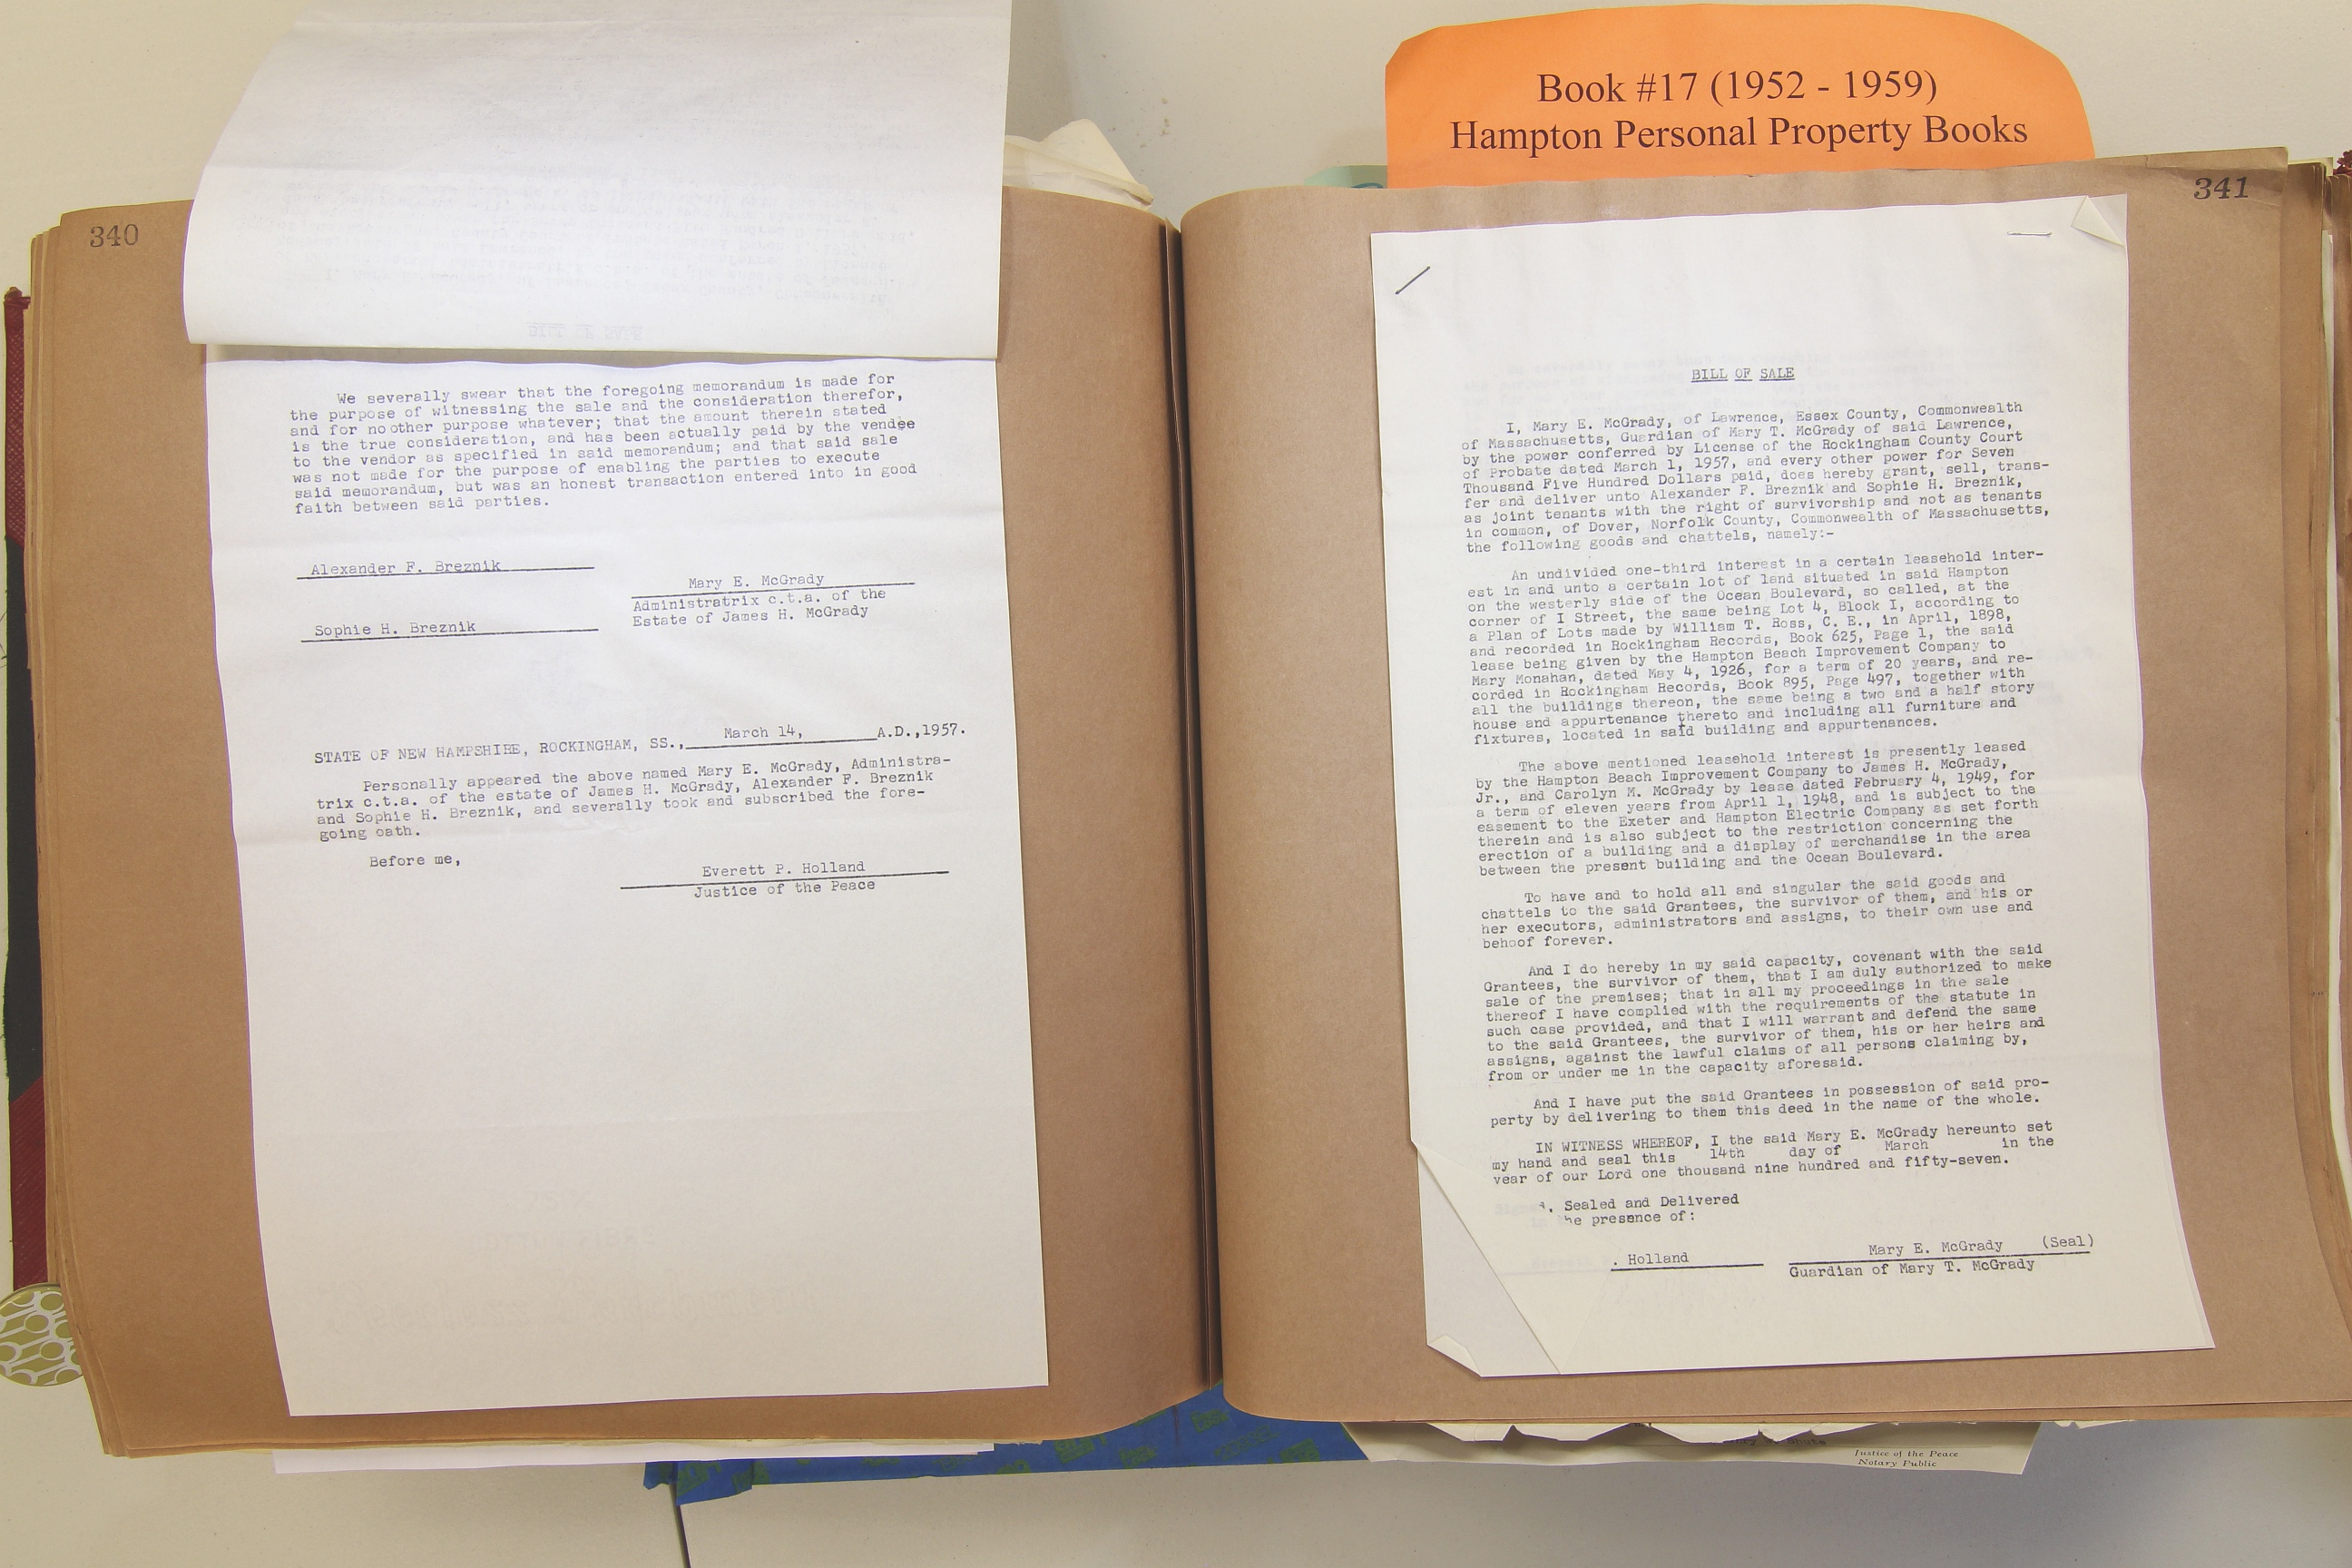 Book #17 (1952 - 1959)
Hampton Personal Property Books
340
We severally swear that the foregoing memorandum is made for
the purpose of witnessing the sale and the consideration therefor,
and for no other purpose whatever; that the amount therein stated
is the true consideration, and has been actually paid by the vendee
to the vendor as specified in said memorandum; and that said sale
was not made for the purpose of enabling the parties to execute
said memorandum, but was an honest transaction entered into in good
faith between said parties.
Alexander F. Breznik
Mary E. McGrady
Administratrix c.t.a. of the
Estate of James H. McGrady
Sophie H. Breznik
STATE OF NEW HAMPSHIRE, ROCKINGHAM, SS., March 14, A.D.,1957.
Personally appeared the above named Mary E. McGrady, Administra-
trix c.t.a. of the estate of James H. McGrady, Alexander F. Breznik
and Sophie H. Breznik, and severally took and subscribed the fore-
going oath.
Before me,
Everett P. Holland
Justice of the Peace
341
BILL OF SALE
I, Mary E. McGrady, of Lawrence, Essex County, Commonwealth
of Massachusetts, Guardian of Mary T. McGrady of said Lawrence,
by the power conferred by License of the Rockingham County Court
of Probate dated March 1, 1957, and every other power for Seven
Thousand Five Hundred Dollars paid, does hereby grant, sell, trans-
fer and deliver unto Alexander F. Breznik and Sophie H. Breznik,
as joint tenants with the right of survivorship and not as tenants
in common, of Dover, Norfolk County, Commonwealth of Massachusetts,
the following goods and chattels, namely:-
An undivided one-third interest in a certain leasehold inter-
est in and unto a certain lot of land situated in said Hampton
on the westerly side of the Ocean Boulevard, so called, at the
corner of I Street, the same being Lot 4, Block I, according to
a Plan of Lots made by William T. Ross, C. E., in April, 1898,
and recorded in Rockingham Records, Book 625, Page 1, the said
lease being given by the Hampton Beach Improvement Company to
Mary Monahan, dated May 4, 1926, for a term of 20 years, and re-
corded in Rockingham Records, Book 895, Page 497, together with
all the buildings thereon, the same being a two and a half story
house and appurtenance thereto and including all furniture and
fixtures, located in said building and appurtenances.
The above mentioned leasehold interest is presently leased
by the Hampton Beach Improvement Company to James H. McGrady,
Jr., and Carolyn M. McGrady by lease dated February 4, 1949, for
a term of eleven years from April 1, 1948, and is subject to the
easement to the Exeter and Hampton Electric Company as set forth
therein and is also subject to the restriction concerning the
erection of a building and a display of merchandise in the area
between the present building and the Ocean Boulevard.
To have and to hold all and singular the said goods and
chattels to the said Grantees, the survivor of them, and his or
her executors, administrators and assigns, to their own use and
behoof forever.
And I do hereby in my said capacity, covenant with the said
Grantees, the survivor of them, that I am duly authorized to make
sale of the premises; that in all my proceedings in the sale
thereof I have complied with the requirements of the statute in
such case provided, and that I will warrant and defend the same
to the said Grantees, the survivor of them, his or her heirs and
assigns, against the lawful claims of all persons claiming by,
from or under me in the capacity aforesaid.
And I have put the said Grantees in possession of said pro-
perty by delivering to them this deed in the name of the whole.
IN WITNESS WHEREOF, I the said Mary E. McGrady hereunto set
my hand and seal this 14th day of March in the
year of our Lord one thousand nine hundred and fifty-seven.
Sealed and Delivered
presence of:
. Holland
Mary E. McGrady (Seal)
Guardian of Mary T. McGrady
Justice of the Peace
Notary Public